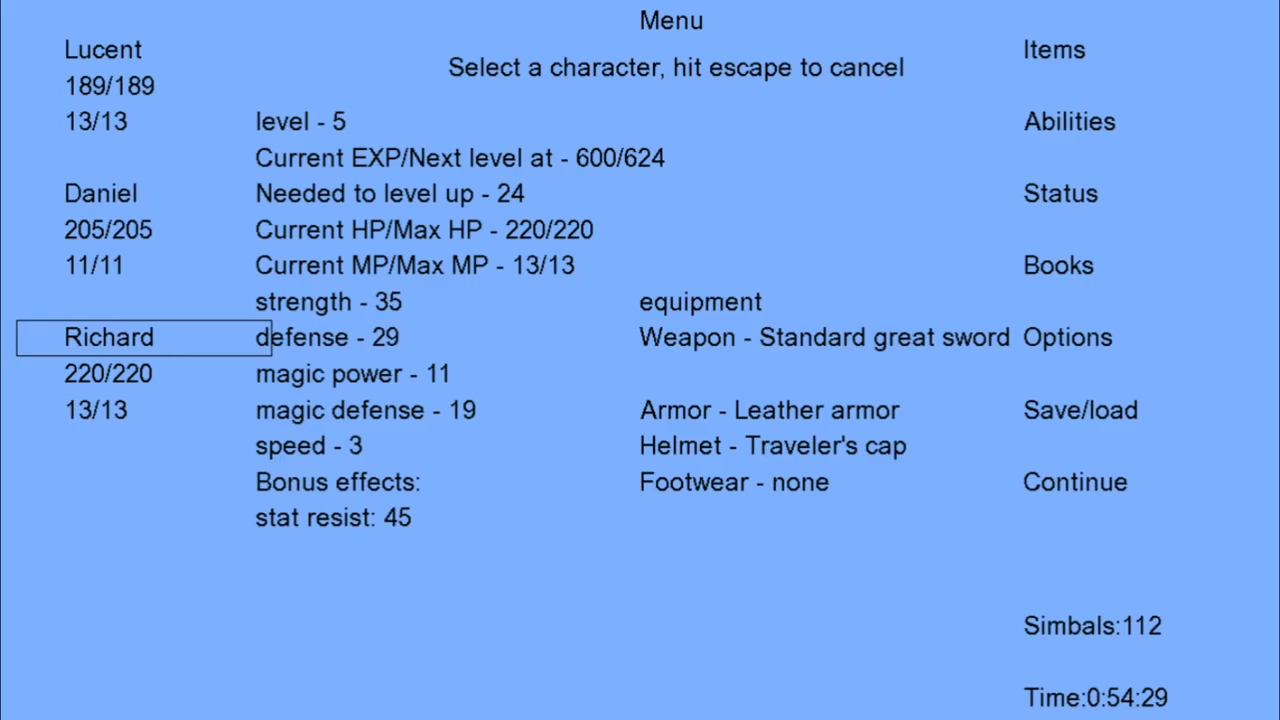 Menu
Select a character, hit escape to cancel
Lucent
189/189
13/13
Daniel
205/205
11/11
Richard
220/220
13/13
level - 5
Current EXP/Next level at - 600/624
Needed to level up - 24
Current HP/Max HP - 220/220
Current MP/Max MP - 13/13
strength - 35
defense - 29
magic power - 11
magic defense - 19
speed - 3
Bonus effects:
stat resist: 45
equipment
Weapon - Standard great sword
Armor - Leather armor
Helmet - Traveler's cap
Footwear - none
Items
Abilities
Status
Books
Options
Save/load
Continue
Simbals:112
Time:0:54:29